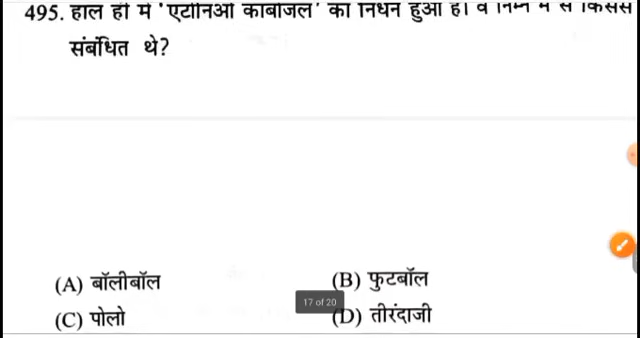 495. हाल ही में 'एंटोनिओ काबाजल' का निधन हुआ है। वे निम्न में से किससे
संबंधित थे?
(A) बॉलीबॉल
(B) फुटबॉल
17 of 20
(C) पोलो
(D) तीरंदाजी